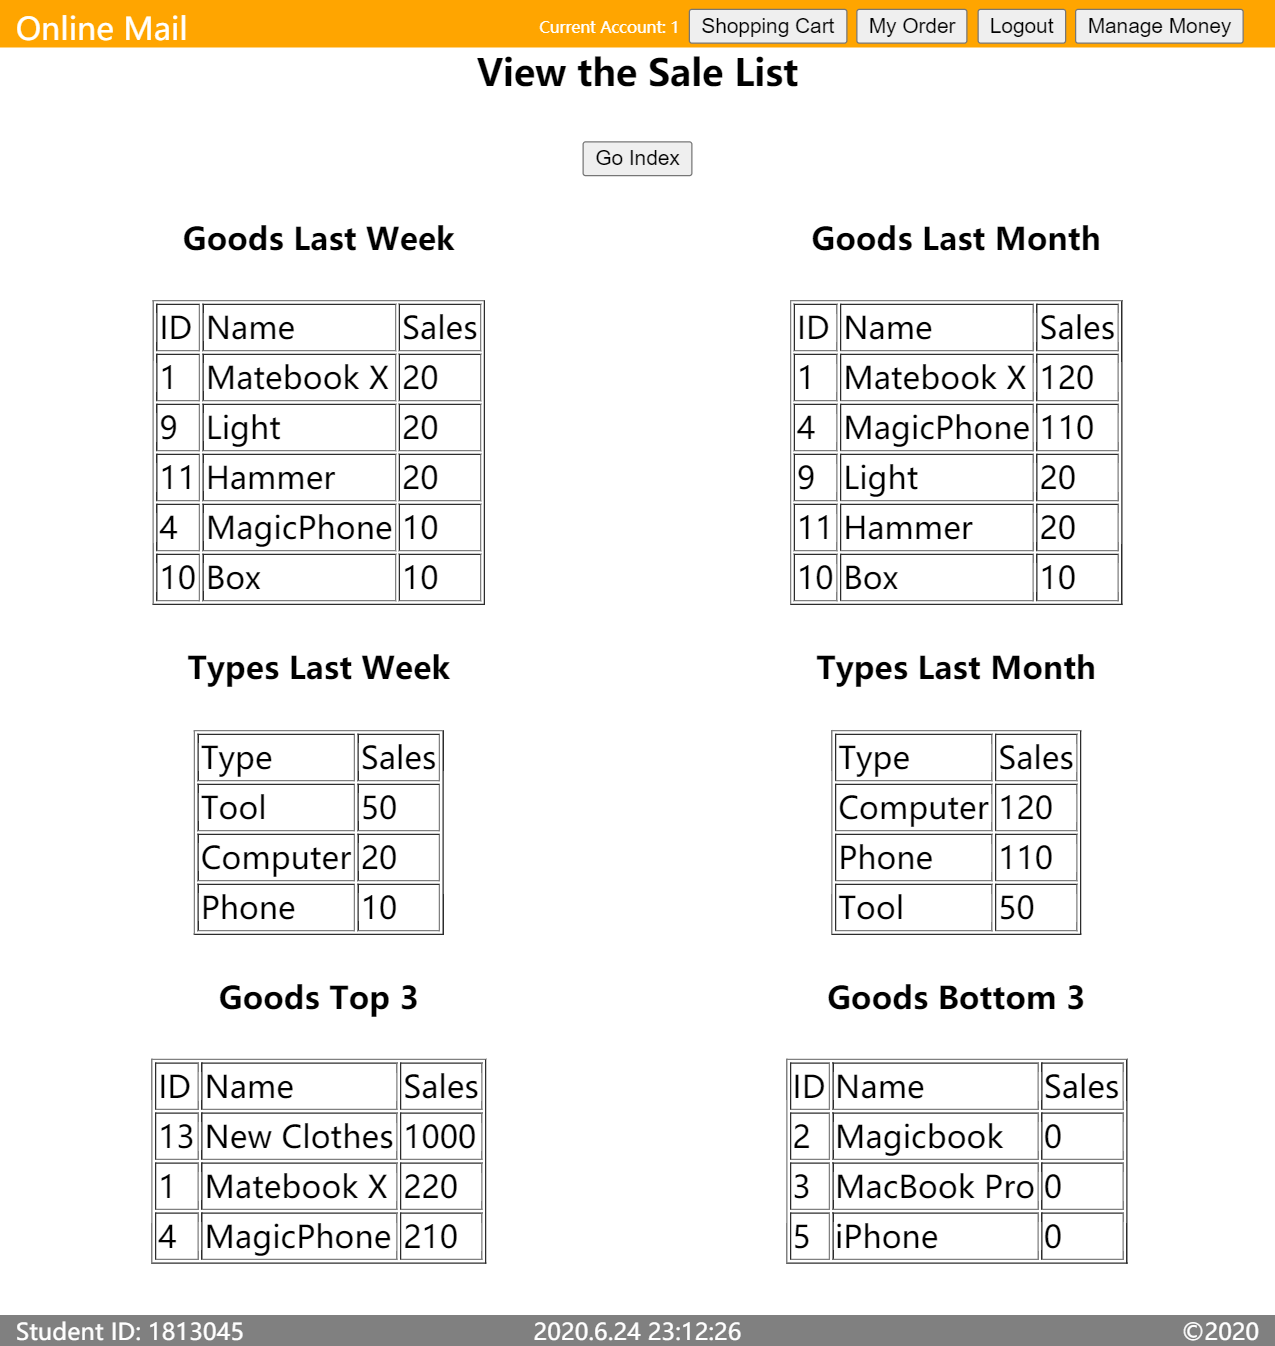 Online Mail
Current Account: 1 Shopping Cart My Order Logout Manage Money
View the Sale List
Go Index
Goods Last Week
ID Name Sales
1 Matebook X 20
9 Light 20
11 Hammer 20
4 MagicPhone 10
10 Box 10
Goods Last Month
ID Name Sales
1 Matebook X 120
4 MagicPhone 110
9 Light 20
11 Hammer 20
10 Box 10
Types Last Week
Type Sales
Tool 50
Computer 20
Phone 10
Types Last Month
Type Sales
Computer 120
Phone 110
Tool 50
Goods Top 3
ID Name Sales
13 New Clothes 1000
1 Matebook X 220
4 MagicPhone 210
Goods Bottom 3
ID Name Sales
2 Magicbook 0
3 MacBook Pro 0
5 iPhone 0
Student ID: 1813045 2020.6.24 23:12:26 ©2020